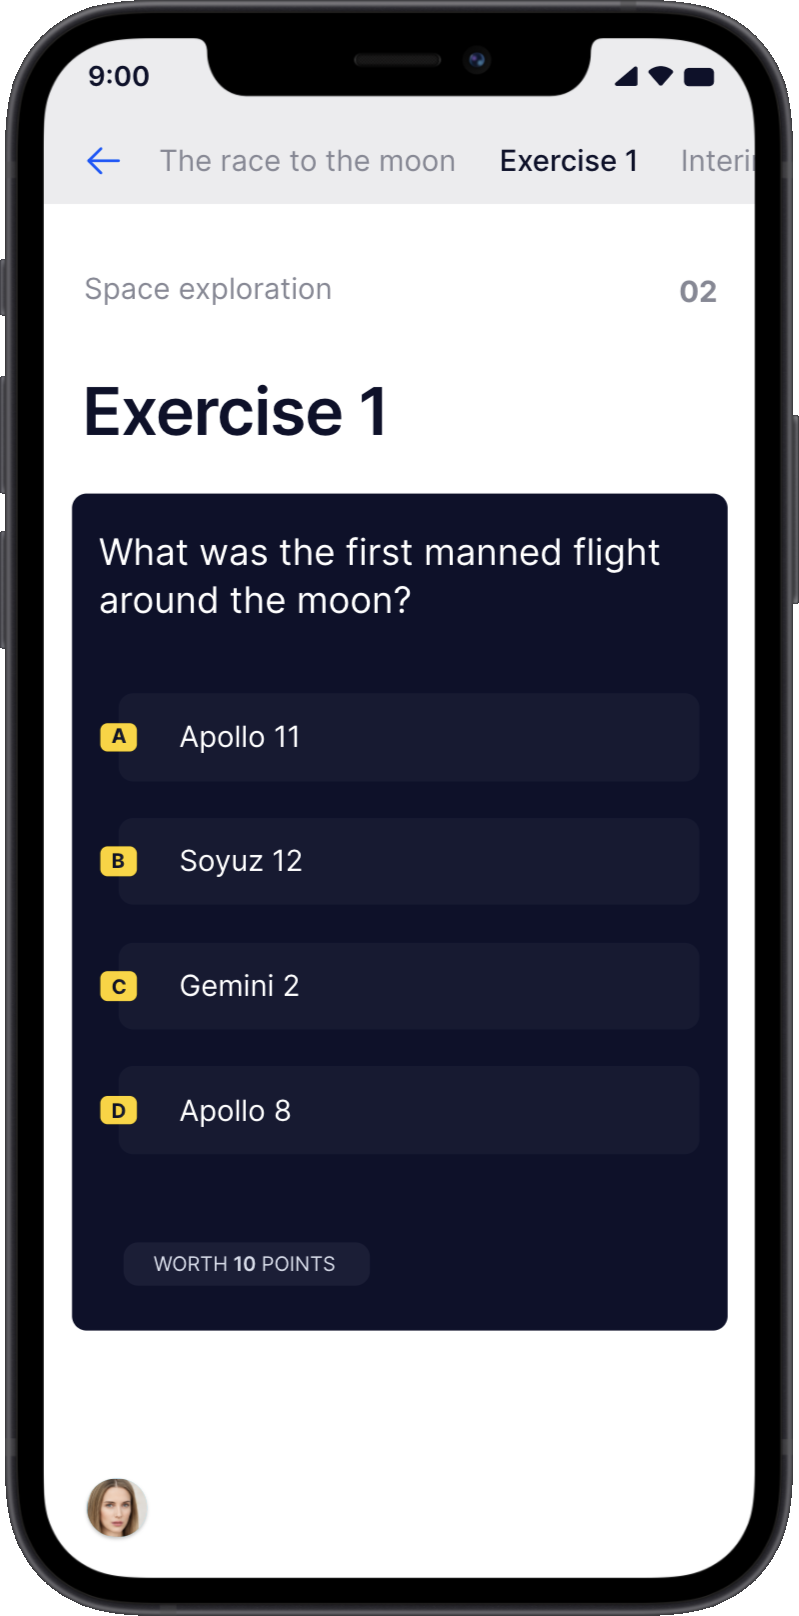 9:00
The race to the moon Exercise 1 Interi
Space exploration 02
Exercise 1
What was the first manned flight
around the moon?
A Apollo 11
B Soyuz 12
C Gemini 2
D Apollo 8
WORTH 10 POINTS